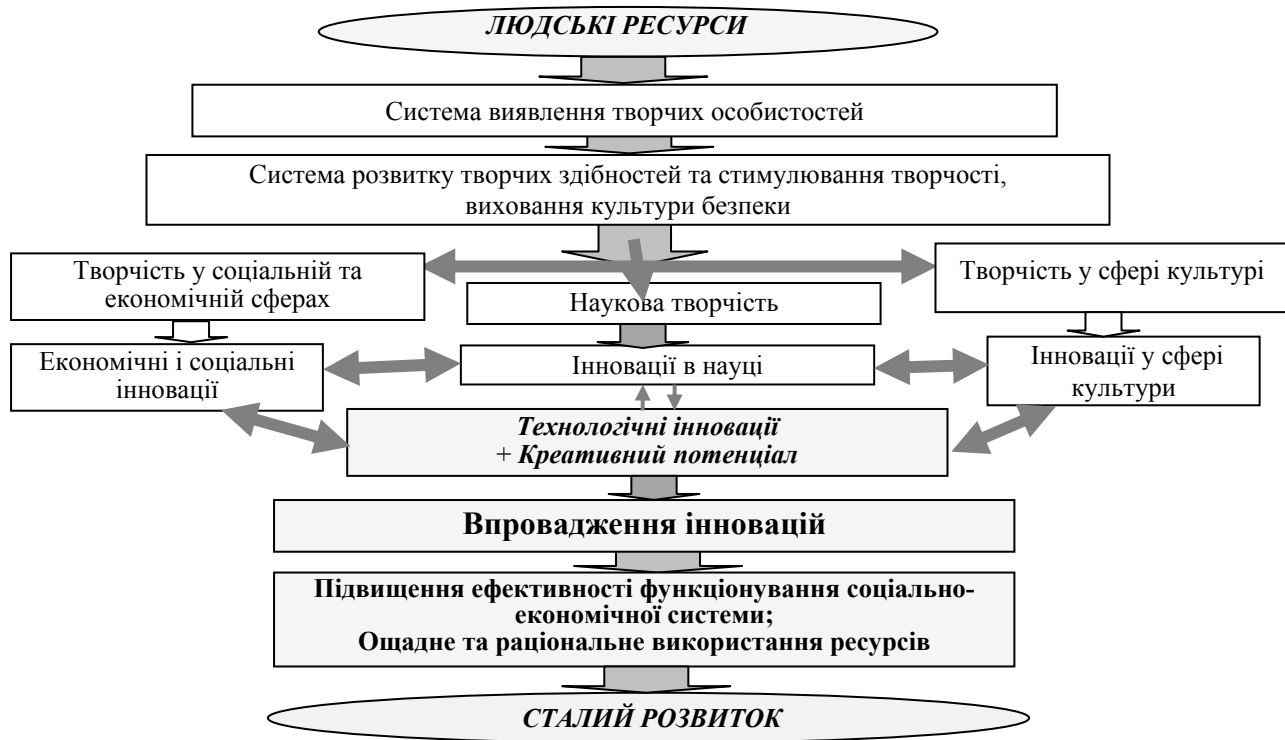 ЛЮДСЬКІ РЕСУРСИ
Система виявлення творчих особистостей
Система розвитку творчих здібностей та стимулювання творчості,
виховання культури безпеки
Творчість у соціальній та
економічній сферах
Наукова творчість
Творчість у сфері культурі
Економічні і соціальні
інновації
Інновації в науці
Інновації у сфері
культури
Технологічні інновації
+ Креативний потенціал
Впровадження інновацій
Підвищення ефективності функціонування соціально-
економічної системи;
Ощадне та раціональне використання ресурсів
СТАЛИЙ РОЗВИТОК